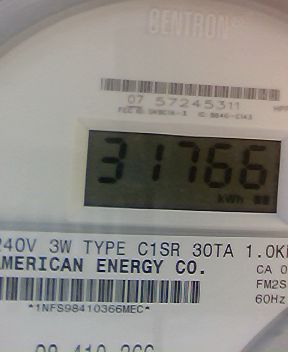 CENTRON®
07 57245311
31766
kWh
240V 3W TYPE C1SR 30TA 1.0K
AMERICAN ENERGY CO.
CA 0
FM2S
60Hz
*1NFS98410366MEC*